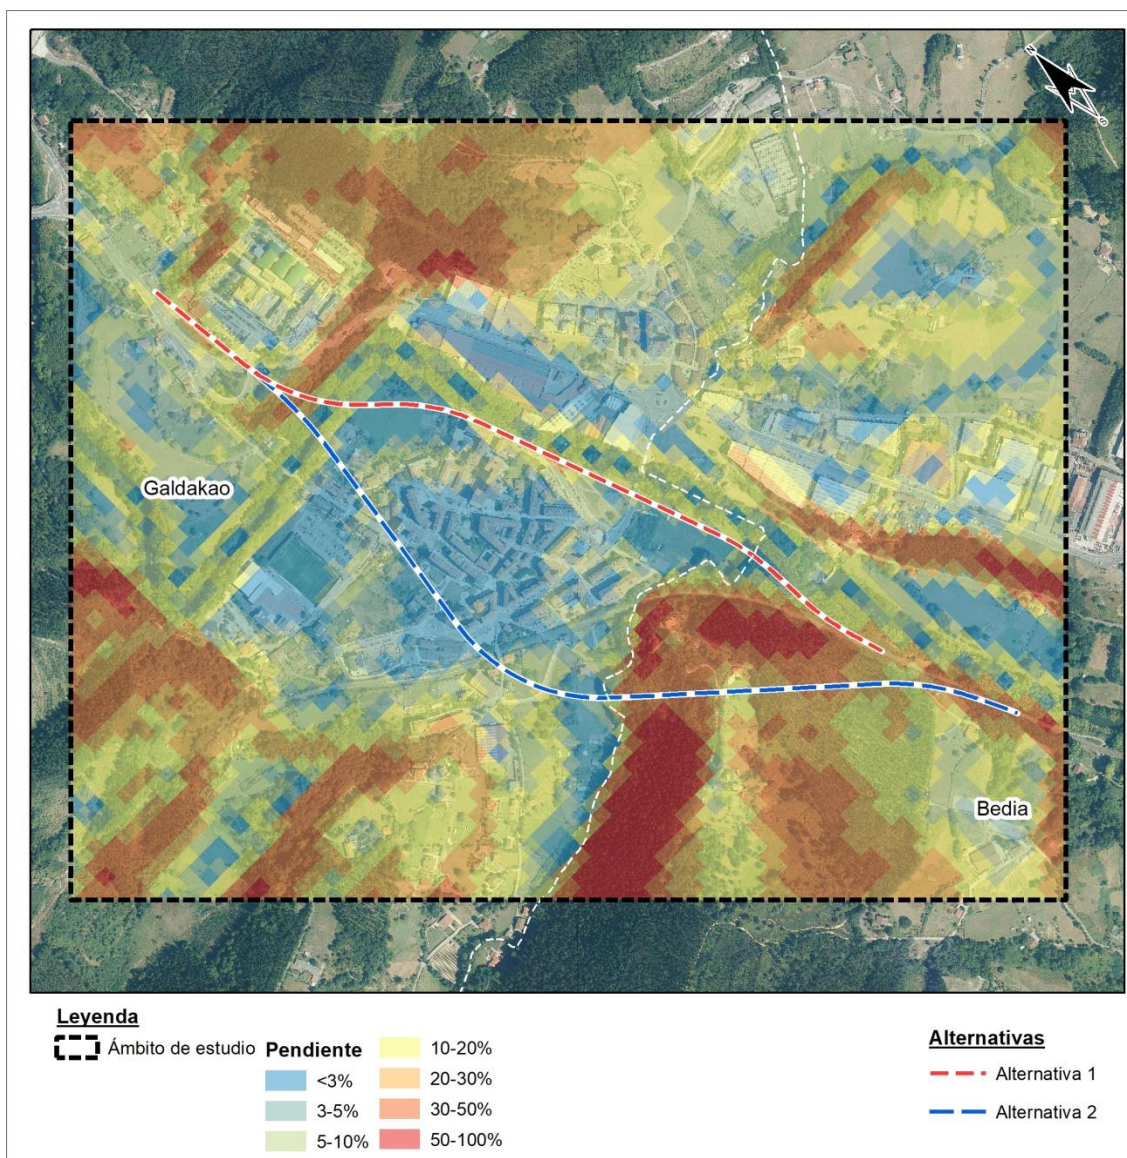 N
S
Galdakao
Bedia
Leyenda
Ámbito de estudio
Pendiente
<3%
3-5%
5-10%
10-20%
20-30%
30-50%
50-100%
Alternativas
Alternativa 1
Alternativa 2